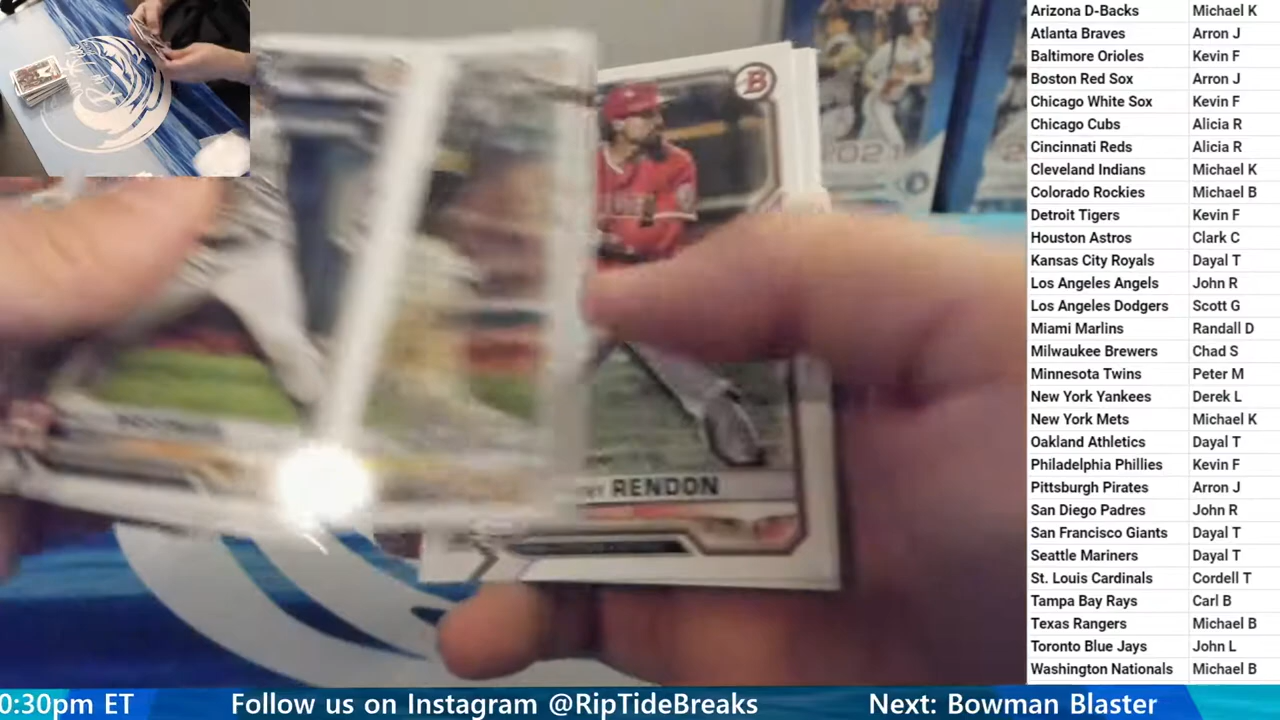 B
RENDON
2021
Arizona D-Backs Michael K
Atlanta Braves Arron J
Baltimore Orioles Kevin F
Boston Red Sox Arron J
Chicago White Sox Kevin F
Chicago Cubs Alicia R
Cincinnati Reds Alicia R
Cleveland Indians Michael K
Colorado Rockies Michael B
Detroit Tigers Kevin F
Houston Astros Clark C
Kansas City Royals Dayal T
Los Angeles Angels John R
Los Angeles Dodgers Scott G
Miami Marlins Randall D
Milwaukee Brewers Chad S
Minnesota Twins Peter M
New York Yankees Derek L
New York Mets Michael K
Oakland Athletics Dayal T
Philadelphia Phillies Kevin F
Pittsburgh Pirates Arron J
San Diego Padres John R
San Francisco Giants Dayal T
Seattle Mariners Dayal T
St. Louis Cardinals Cordell T
Tampa Bay Rays Carl B
Texas Rangers Michael B
Toronto Blue Jays John L
Washington Nationals Michael B
0:30pm ET Follow us on Instagram @RipTideBreaks Next: Bowman Blaster